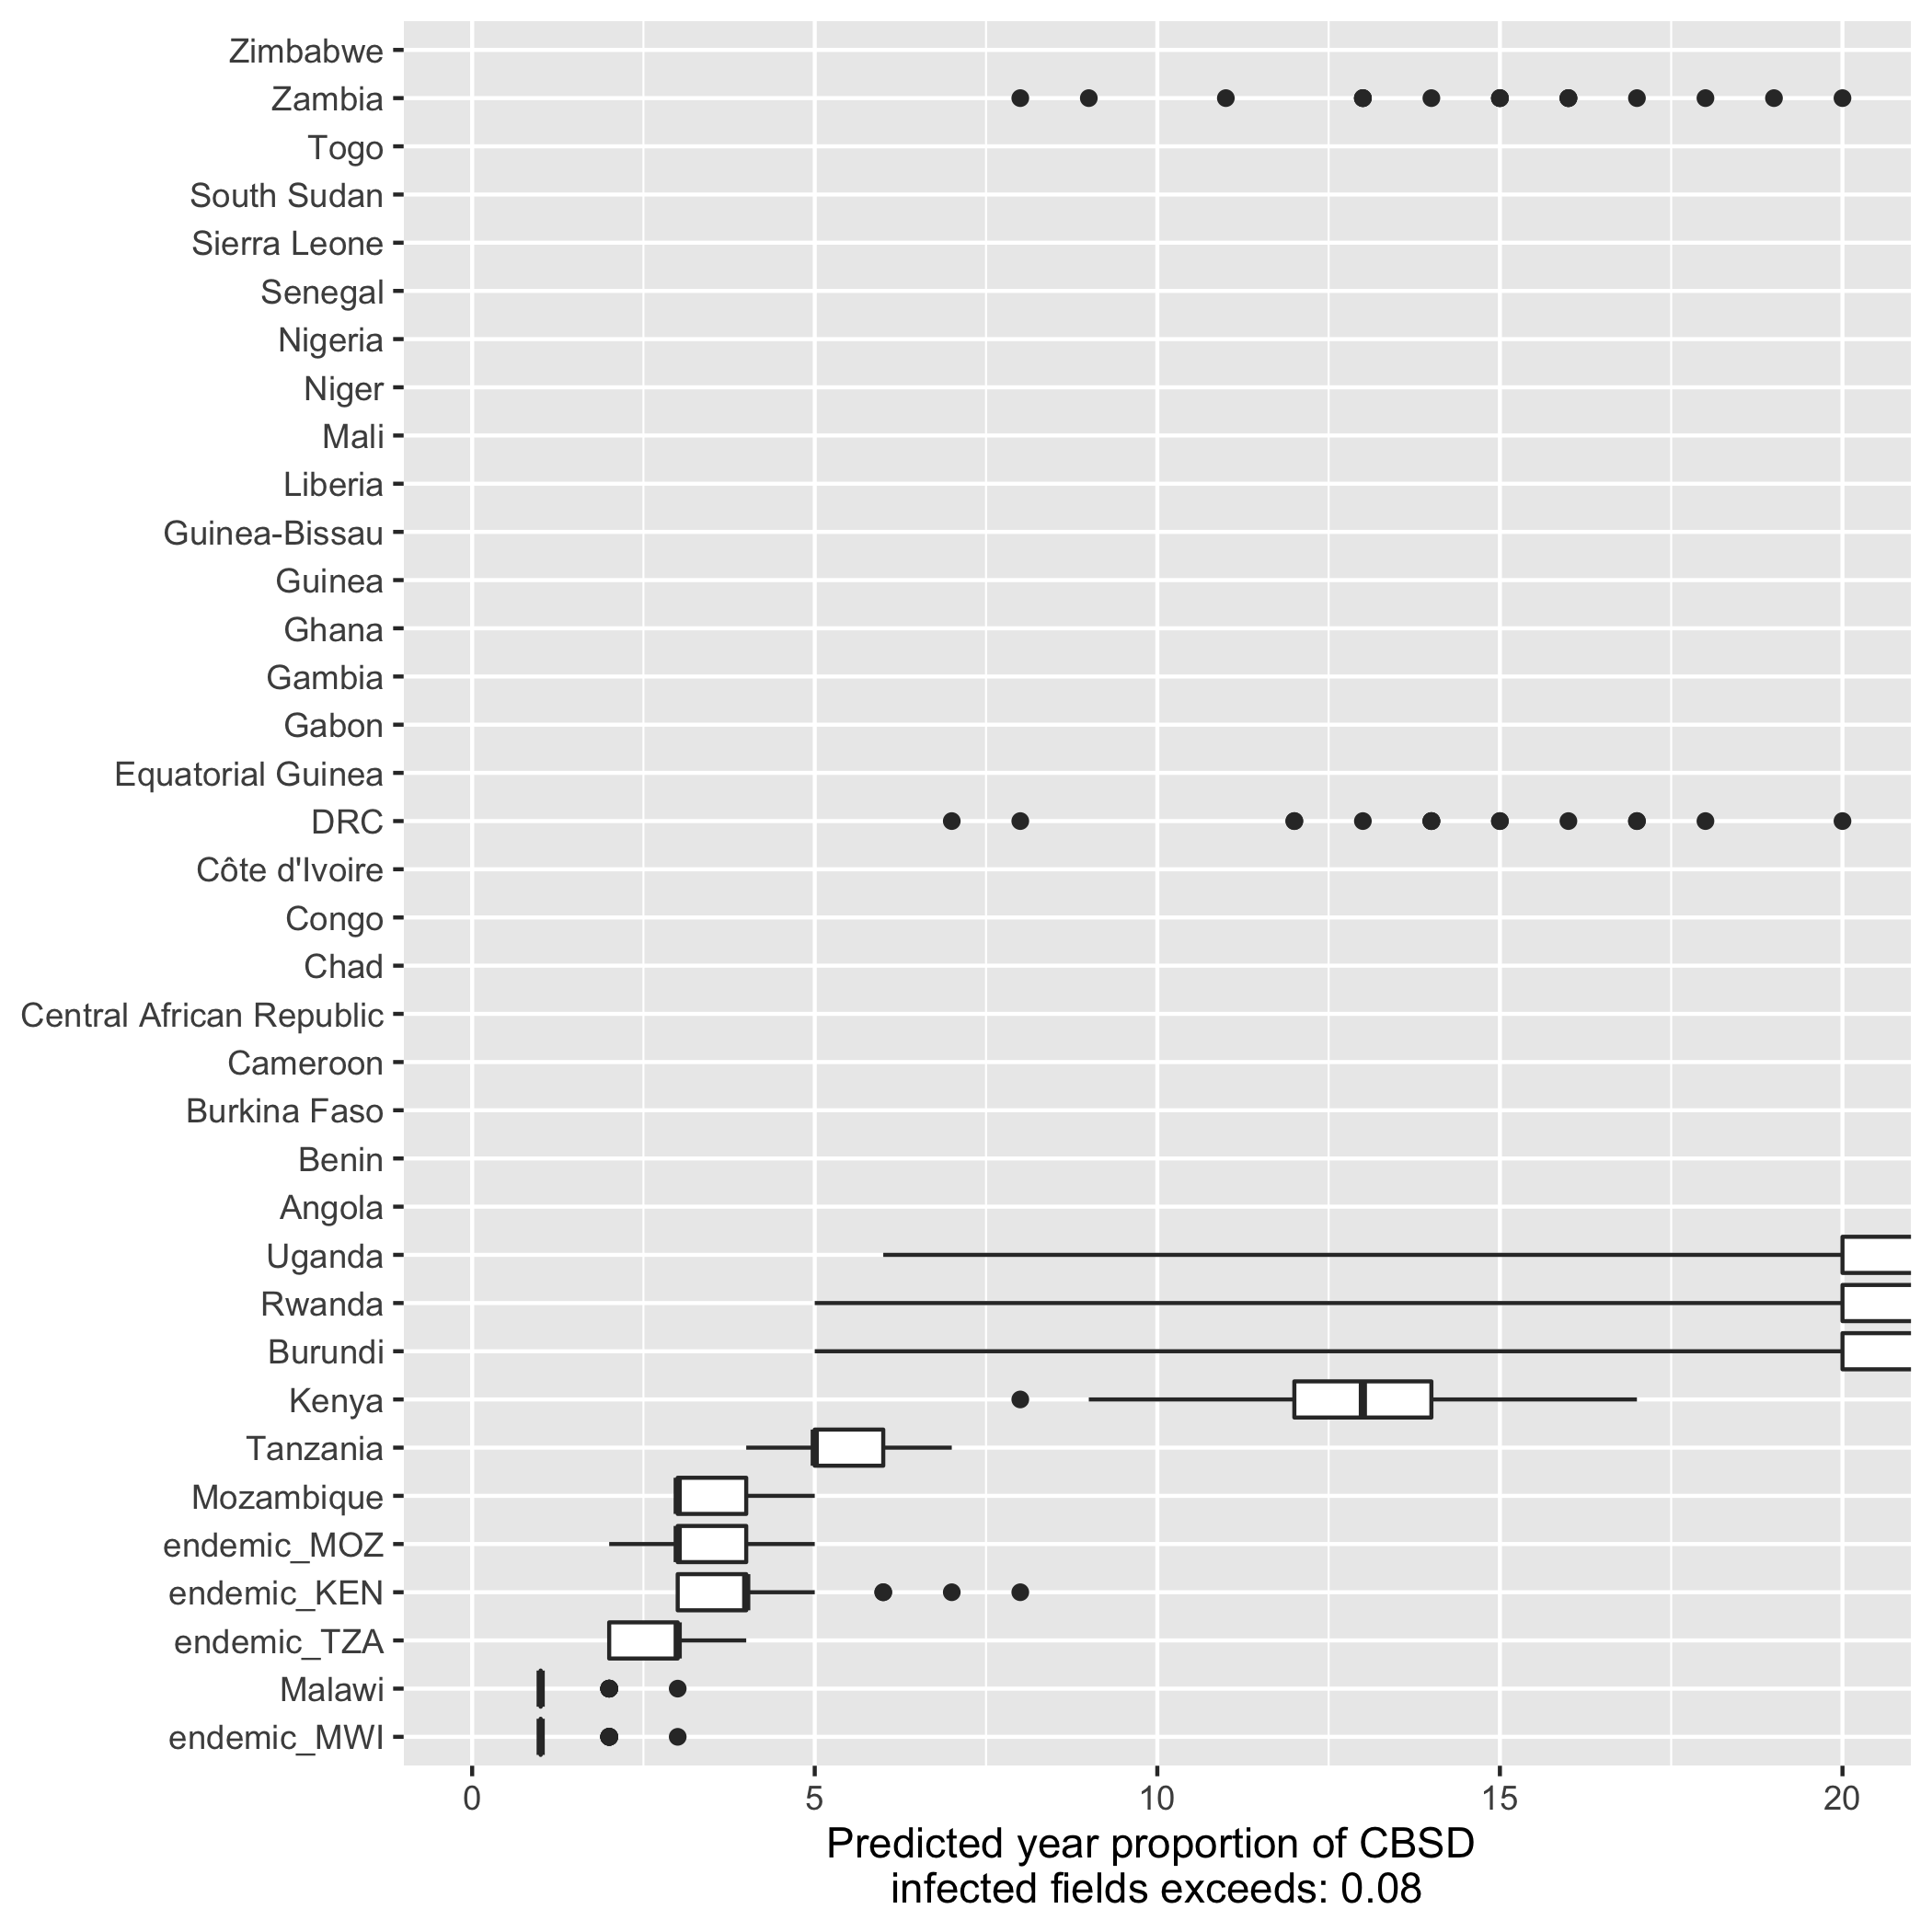 Zimbabwe
Zambia
Togo
South Sudan
Sierra Leone
Senegal
Nigeria
Niger
Mali
Liberia
Guinea-Bissau
Guinea
Ghana
Gambia
Gabon
Equatorial Guinea
DRC
Côte d'Ivoire
Congo
Chad
Central African Republic
Cameroon
Burkina Faso
Benin
Angola
Uganda
Rwanda
Burundi
Kenya
Tanzania
Mozambique
endemic_MOZ
endemic_KEN
endemic_TZA
Malawi
endemic_MWI
0 5 10 15 20
Predicted year proportion of CBSD
infected fields exceeds: 0.08